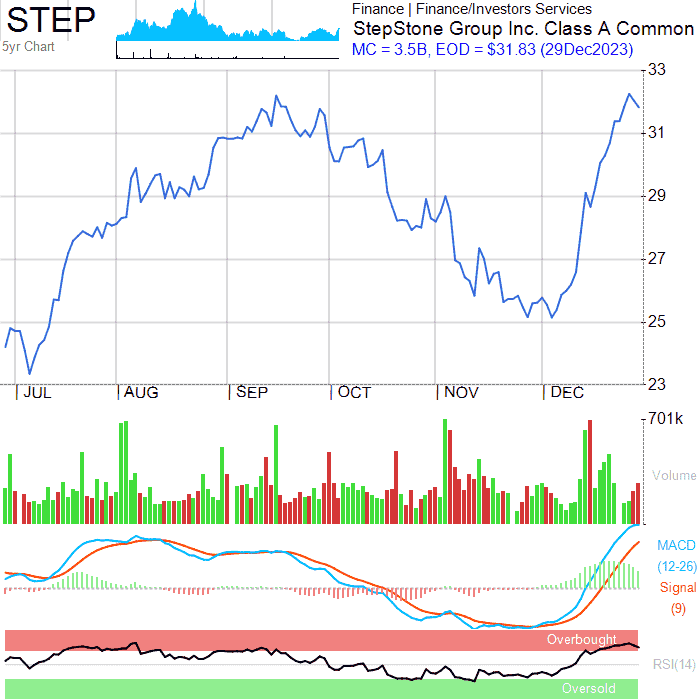 STEP
5yr Chart
Finance | Finance/Investors Services
StepStone Group Inc. Class A Common
MC = 3.5B, EOD = $31.83 (29Dec2023)
33
31
29
27
25
23
| JUL | AUG | SEP | OCT | NOV | DEC
701k
Volume
MACD
(12-26)
Signal
(9)
Overbought
RSI(14)
Oversold